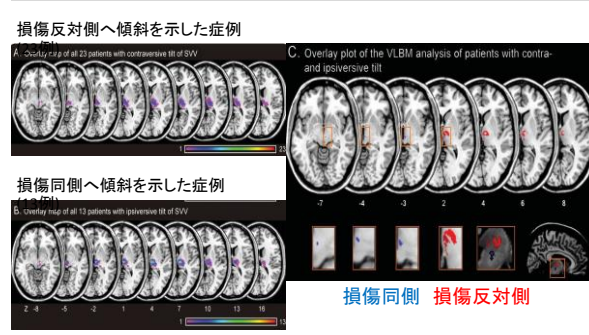 損傷反対側へ傾斜を示した症例
A. Overlay map of all 23 patients with contraversive tilt of SVV
1 23
損傷同側へ傾斜を示した症例
(13例)
B. Overlay map of all 13 patients with ipsiversive tilt of SVV
Z -8 -5 -2 1 4 7 10 13 16
1 13
C. Overlay plot of the VLBM analysis of patients with contra-
and ipsiversive tilt
-7 -4 -3 2 4 6 8
損傷同側 損傷反対側